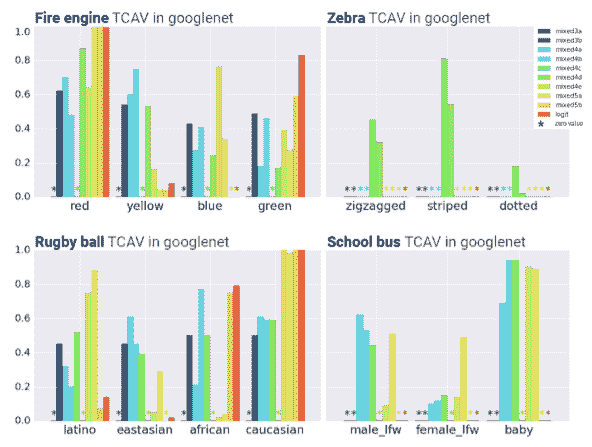 Fire engine TCAV in googlenet
1.0
0.8
0.6
0.4
0.2
0.0
red yellow blue green
Zebra TCAV in googlenet
zigzagged striped dotted
mixed3a
mixed3b
mixed4a
mixed4b
mixed4c
mixed4d
mixed4e
mixed5a
mixed5b
logit
* zero value
Rugby ball TCAV in googlenet
1.0
0.8
0.6
0.4
0.2
0.0
latino eastasian african caucasian
School bus TCAV in googlenet
male_lfw female_lfw baby